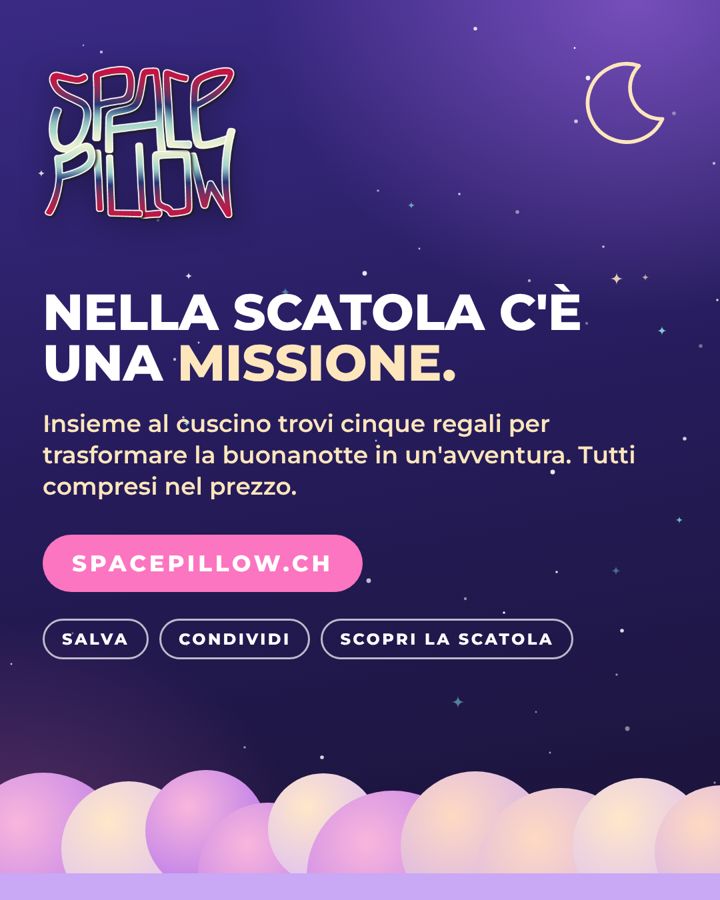 SPACE
PILLOW
NELLA SCATOLA C'È
UNA MISSIONE.
Insieme al cuscino trovi cinque regali per
trasformare la buonanotte in un'avventura. Tutti
compresi nel prezzo.
SPACEPILLOW.CH
SALVA CONDIVIDI SCOPRI LA SCATOLA